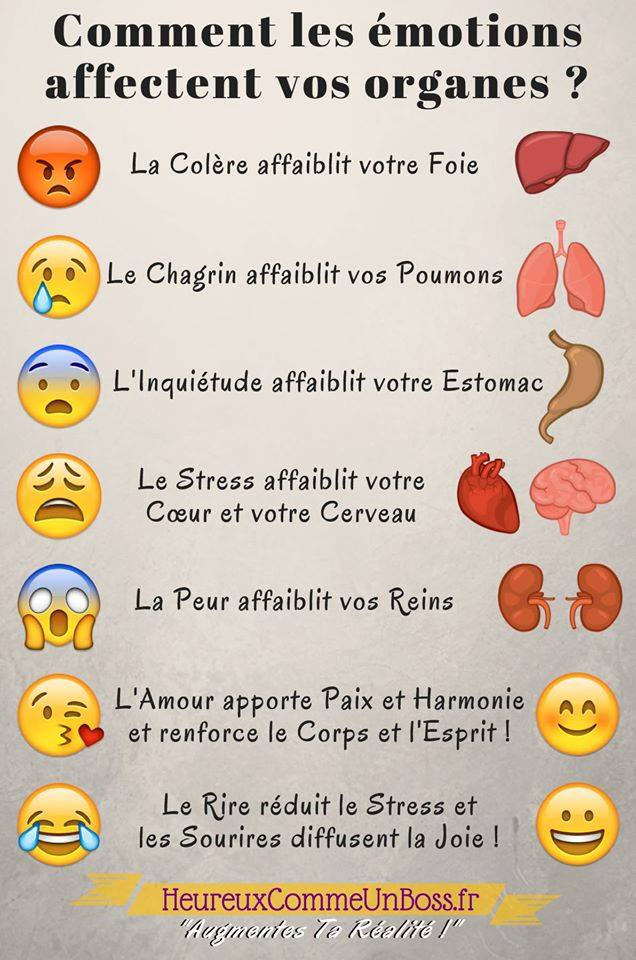 Comment les émotions
affectent vos organes ?
La Colère affaiblit votre Foie
Le Chagrin affaiblit vos Poumons
L'Inquiétude affaiblit votre Estomac
Le Stress affaiblit votre
Cœur et votre Cerveau
La Peur affaiblit vos Reins
L'Amour apporte Paix et Harmonie
et renforce le Corps et l'Esprit !
Le Rire réduit le Stress et
les Sourires diffusent la Joie !
HeureuxCommeUnBoss.fr
"Augmentes Ta Réalité !"